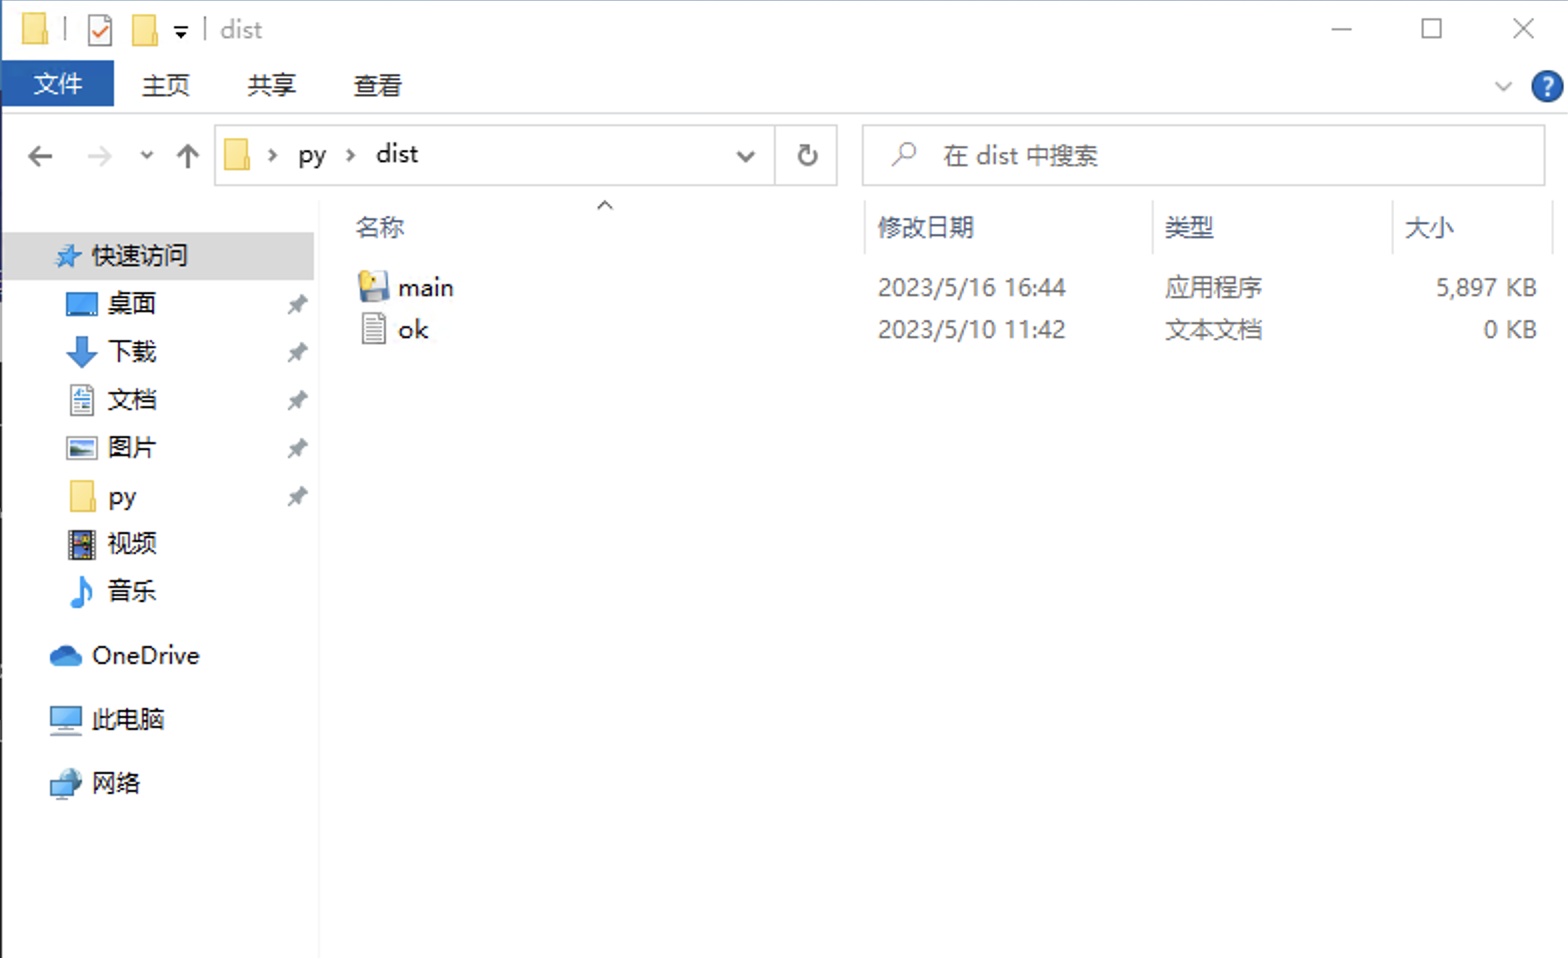 dist
文件 主页 共享 查看
py dist 在 dist 中搜索
名称 修改日期 类型 大小
快速访问
main 2023/5/16 16:44 应用程序 5,897 KB
桌面
ok 2023/5/10 11:42 文本文档 0 KB
下载
文档
图片
py
视频
音乐
OneDrive
此电脑
网络